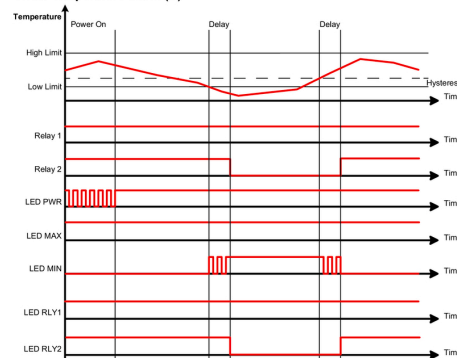 Temperature
Power On
Delay
Delay
High Limit
Low Limit
Hysteres
Tim
Relay 1
Tim
Relay 2
Tim
LED PWR
Tim
LED MAX
Tim
LED MIN
Tim
LED RLY1
Tim
LED RLY2
Tim